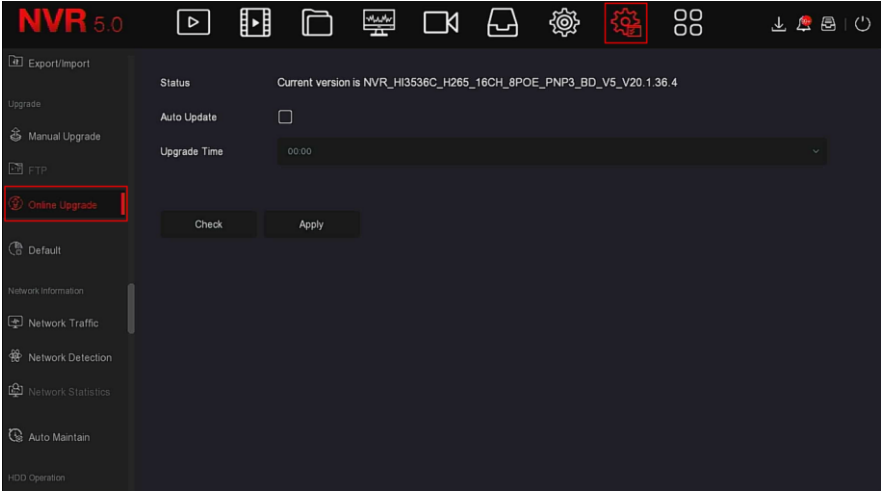 NVR 5.0
Export/Import
Upgrade
Manual Upgrade
FTP
Online Upgrade
Default
Network Information
Network Traffic
Network Detection
Network Statistics
Auto Maintain
HDD Operation
Status
Current version is NVR_HI3536C_H265_16CH_8POE_PNP3_BD_V5_V20.1.36.4
Auto Update
Upgrade Time
00:00
Check
Apply